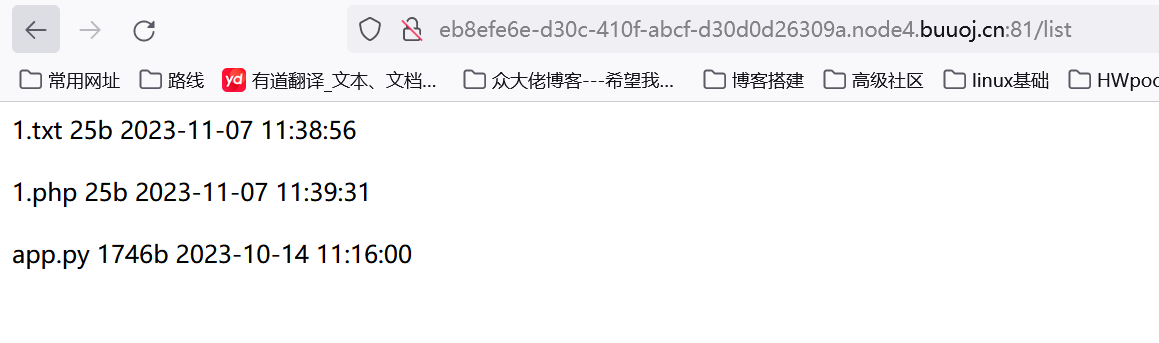 eb8efe6e-d30c-410f-abcf-d30d0d26309a.node4.buuoj.cn:81/list
常用网址 路线 yd 有道翻译_文本、文档... 众大佬博客---希望我... 博客搭建 高级社区 linux基础 HWpoc
1.txt 25b 2023-11-07 11:38:56
1.php 25b 2023-11-07 11:39:31
app.py 1746b 2023-10-14 11:16:00